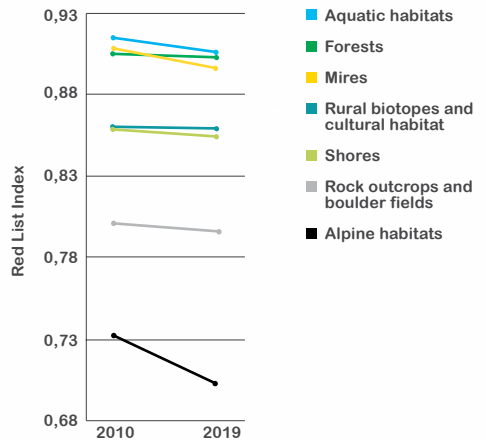 0,93
0,88
0,83
0,78
0,73
0,68
Red List Index
2010
2019
Aquatic habitats
Forests
Mires
Rural biotopes and
cultural habitat
Shores
Rock outcrops and
boulder fields
Alpine habitats